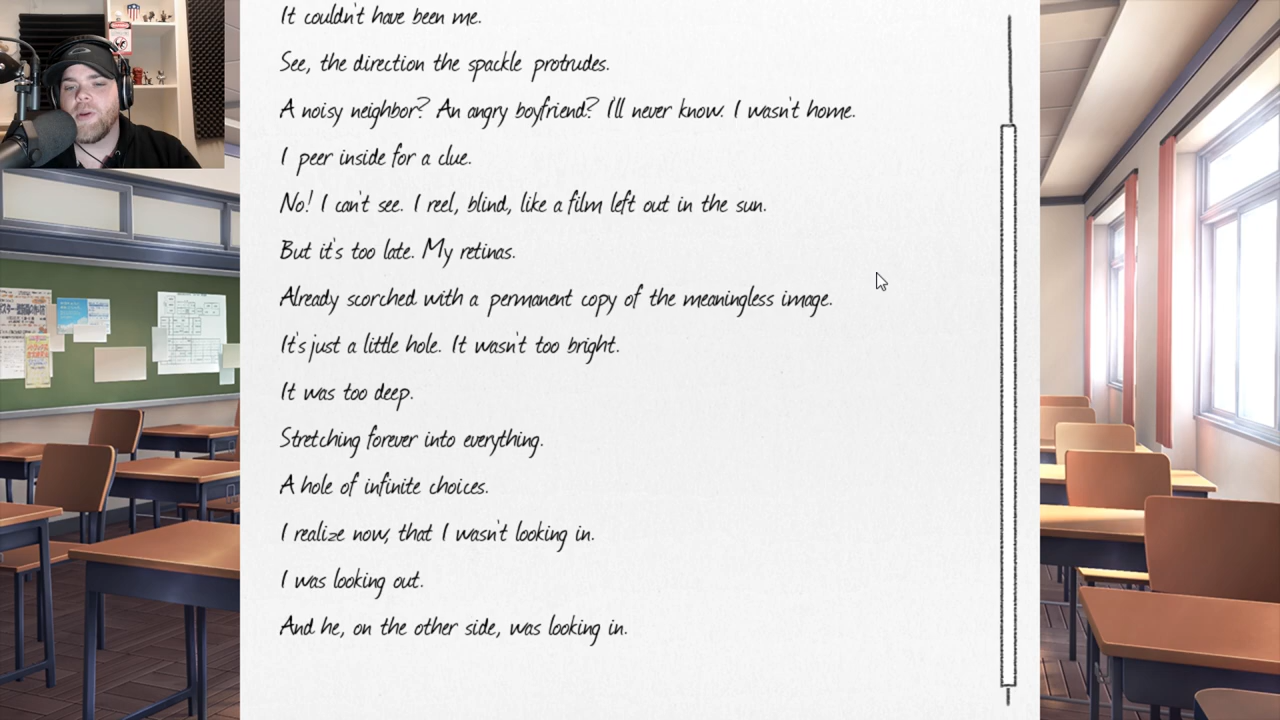 It couldn't have been me.
See, the direction the spackle protrudes.
A noisy neighbor? An angry boyfriend? I'll never know. I wasn't home.
I peer inside for a clue.
No! I can't see. I reel, blind, like a film left out in the sun.
But it's too late. My retinas.
Already scorched with a permanent copy of the meaningless image.
It's just a little hole. It wasn't too bright.
It was too deep.
Stretching forever into everything.
A hole of infinite choices.
I realize now, that I wasn't looking in.
I was looking out.
And he, on the other side, was looking in.